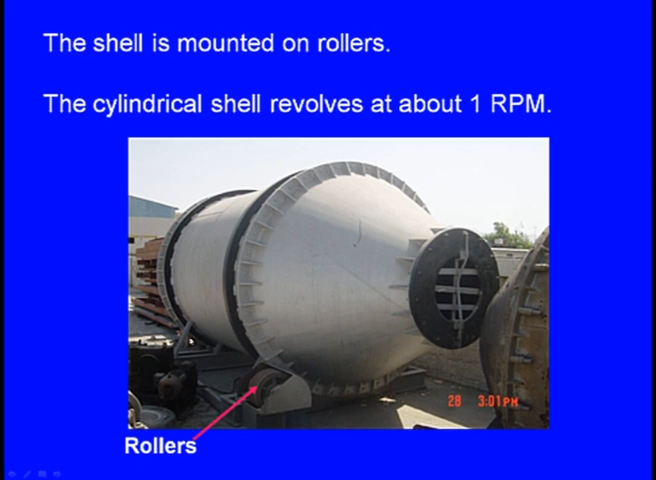 The shell is mounted on rollers.
The cylindrical shell revolves at about 1 RPM.
28 3:01PM
Rollers